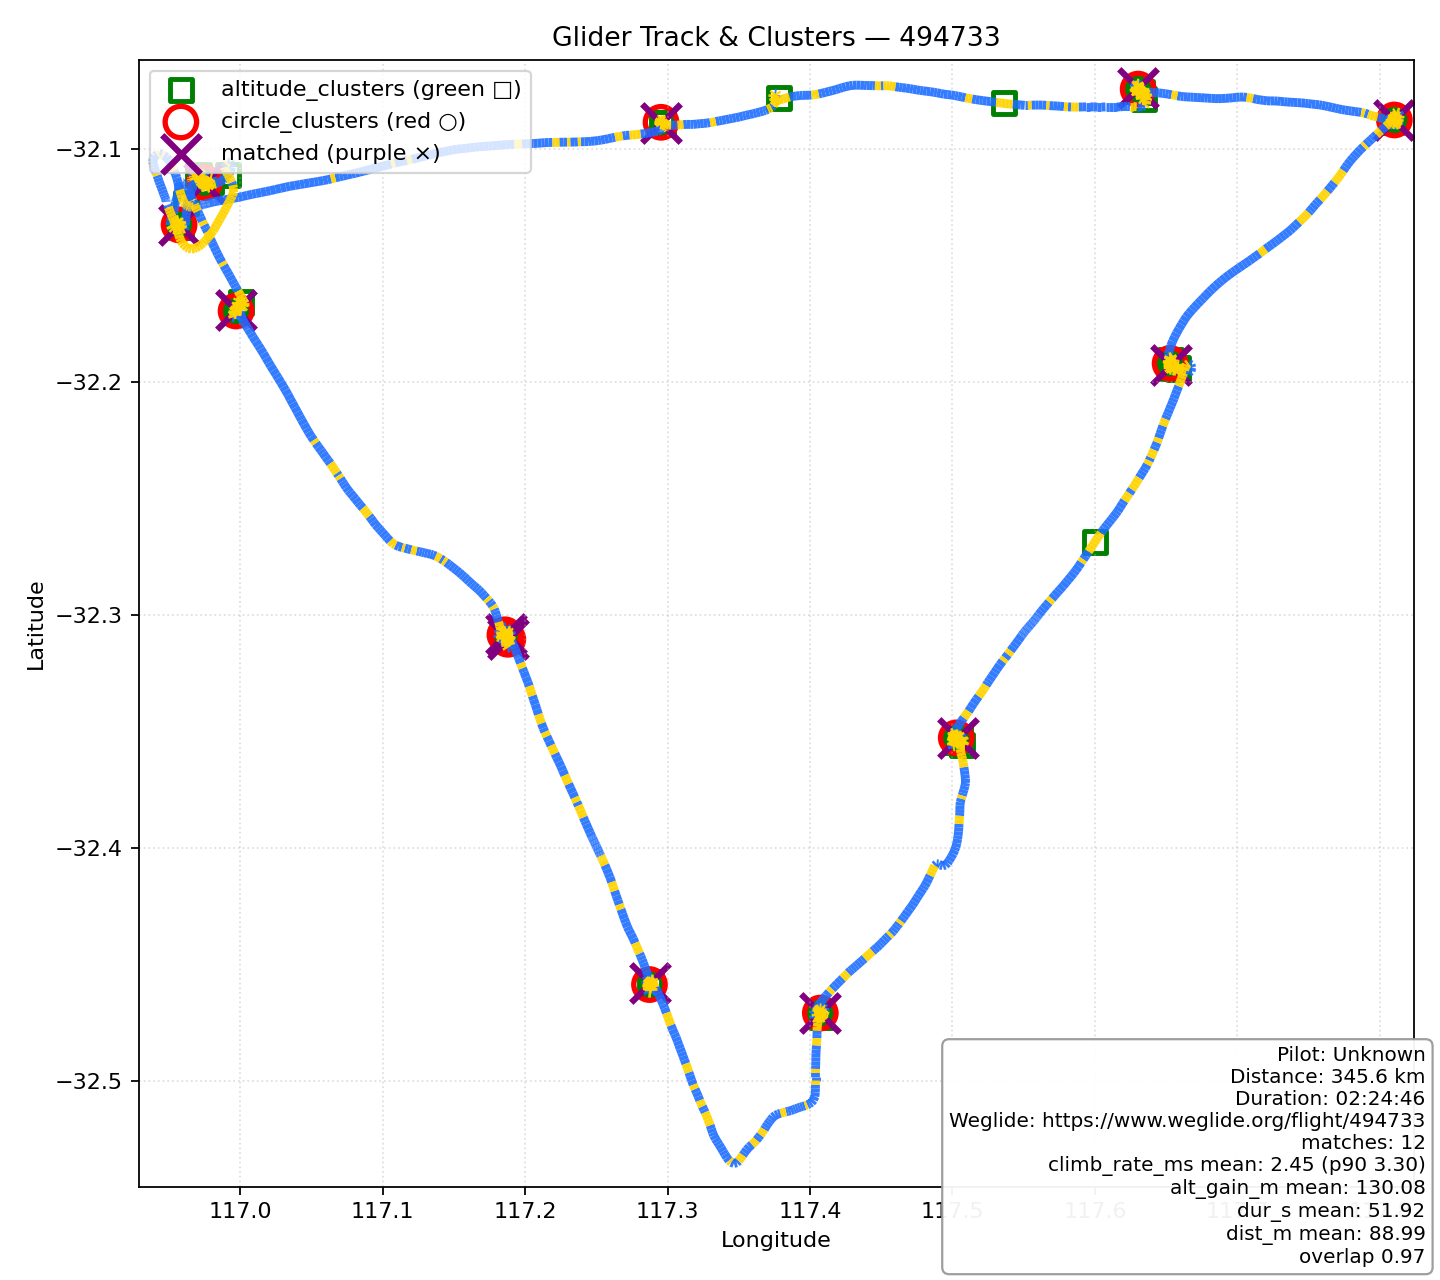 Glider Track & Clusters — 494733
altitude_clusters (green □)
circle_clusters (red ○)
matched (purple ×)
−32.1
−32.2
−32.3
−32.4
−32.5
Latitude
117.0
117.1
117.2
117.3
117.4
117.5
117.6
Longitude
Pilot: Unknown
Distance: 345.6 km
Duration: 02:24:46
Weglide: https://www.weglide.org/flight/494733
matches: 12
climb_rate_ms mean: 2.45 (p90 3.30)
alt_gain_m mean: 130.08
dur_s mean: 51.92
dist_m mean: 88.99
overlap 0.97